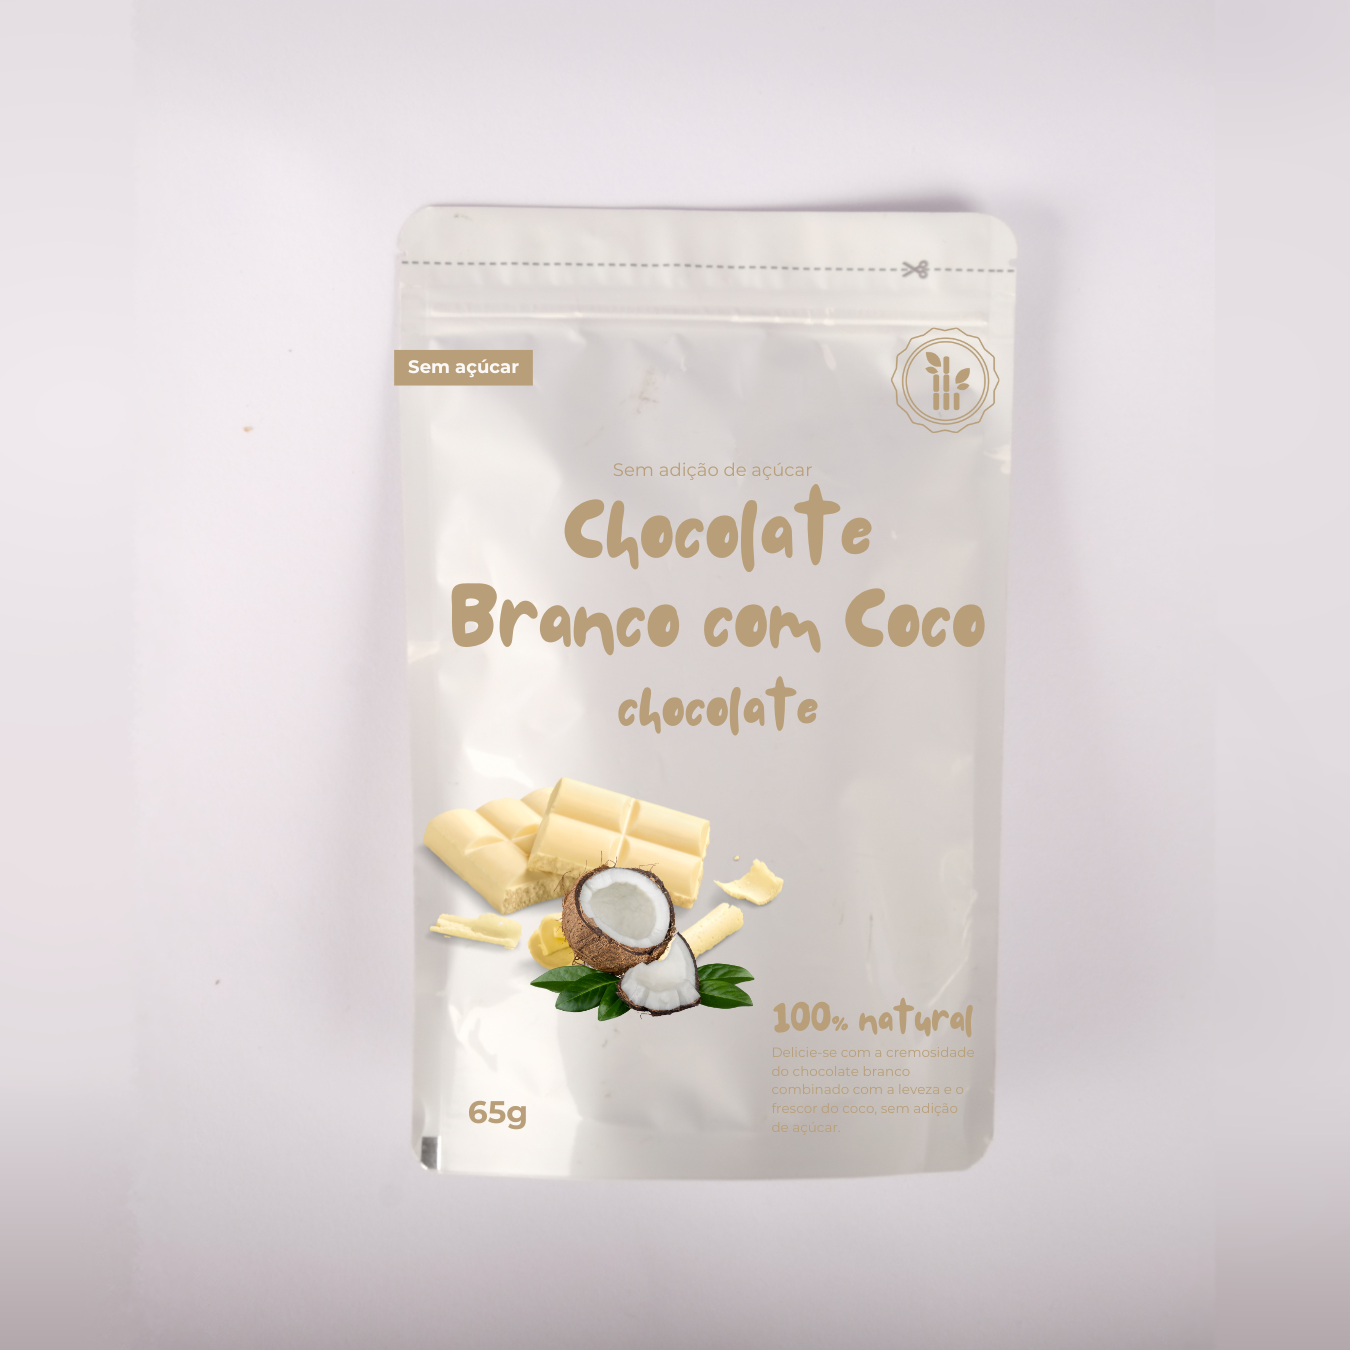 Sem açúcar
Sem adição de açúcar
Chocolate
Branco com Coco
chocolate
100% natural
Delicie-se com a cremosidade
do chocolate branco
combinado com a leveza e o
frescor do coco, sem adição
de açúcar.
65g